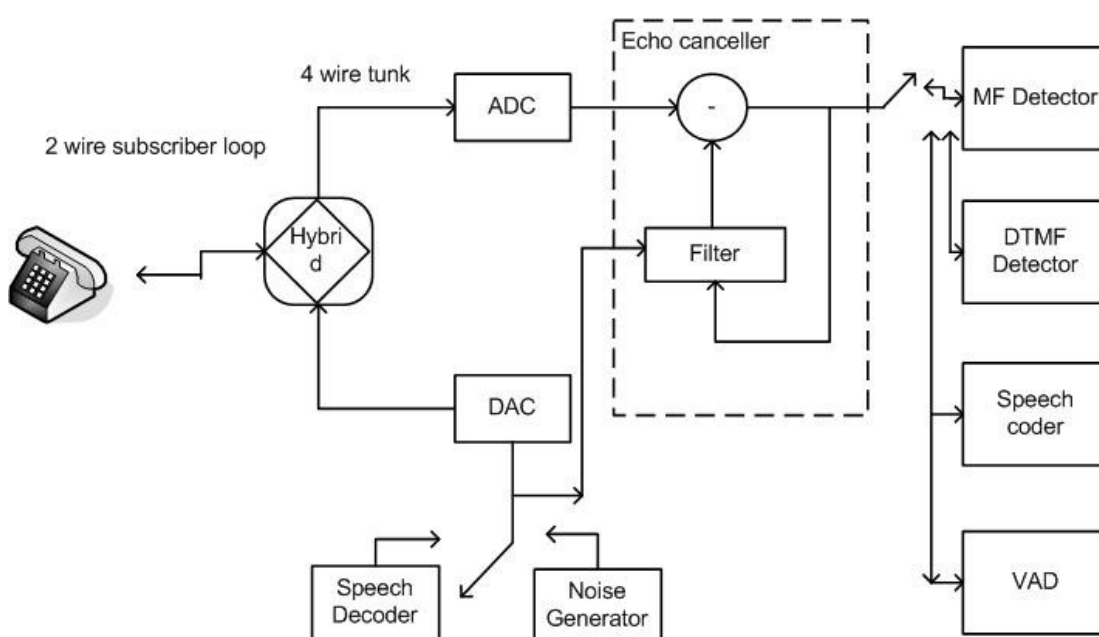 Echo canceller
4 wire tunk
ADC
-
MF Detector
2 wire subscriber loop
Hybri
d
Filter
DTMF
Detector
DAC
Speech
coder
Speech
Decoder
Noise
Generator
VAD